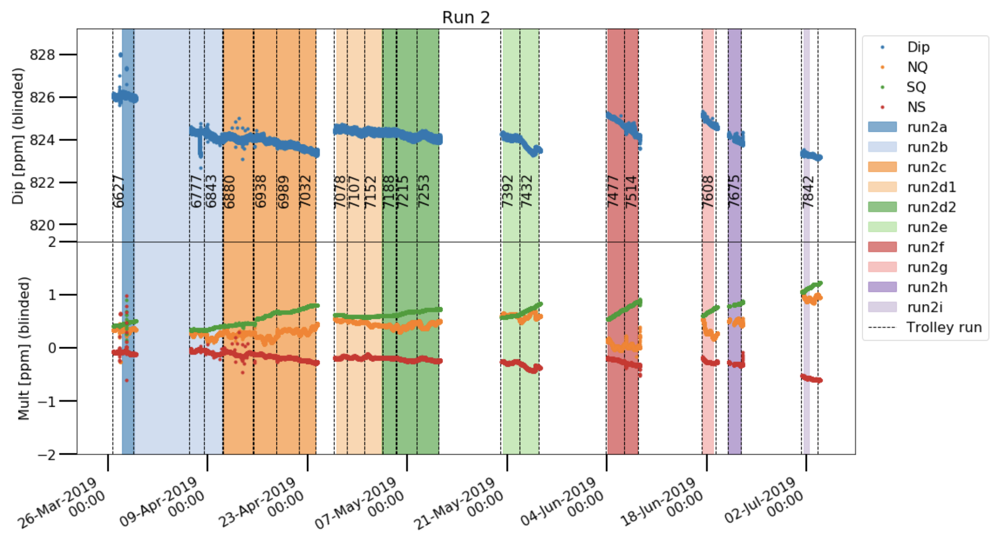 Run 2
Dip [ppm] (blinded)
828
826
824
822
820
6627
6777
6843
6880
6938
6989
7032
7078
7107
7152
7188
7215
7253
7392
7432
7477
7514
7608
7675
7842
Mult [ppm] (blinded)
2
1
0
−1
−2
26-Mar-2019
00:00
09-Apr-2019
00:00
23-Apr-2019
00:00
07-May-2019
00:00
21-May-2019
00:00
04-Jun-2019
00:00
18-Jun-2019
00:00
02-Jul-2019
00:00
Dip
NQ
SQ
NS
run2a
run2b
run2c
run2d1
run2d2
run2e
run2f
run2g
run2h
run2i
Trolley run